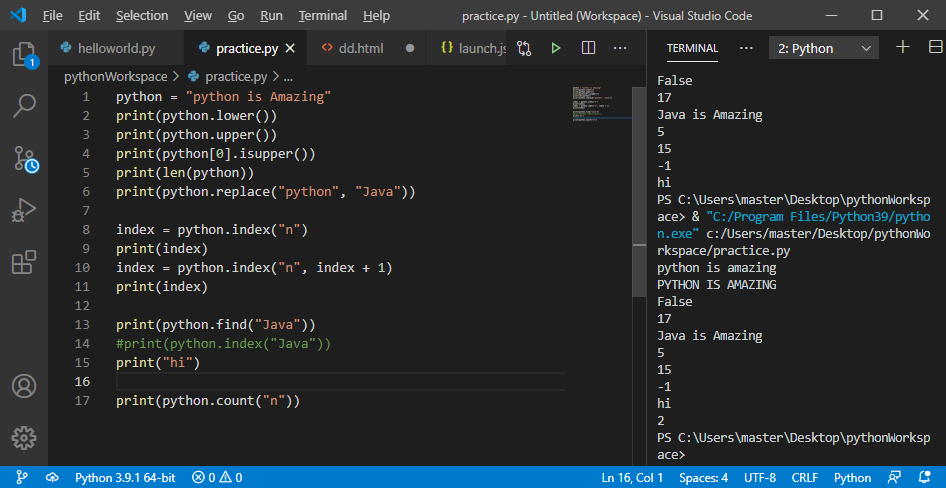 File Edit Selection View Go Run Terminal Help practice.py - Untitled (Workspace) - Visual Studio Code
helloworld.py practice.py dd.html {} launch.js
TERMINAL 2: Python
pythonWorkspace > practice.py > ...
1 python = "python is Amazing"
2 print(python.lower())
3 print(python.upper())
4 print(python[0].isupper())
5 print(len(python))
6 print(python.replace("python", "Java"))
7
8 index = python.index("n")
9 print(index)
10 index = python.index("n", index + 1)
11 print(index)
12
13 print(python.find("Java"))
14 #print(python.index("Java"))
15 print("hi")
16
17 print(python.count("n"))
False
17
Java is Amazing
5
15
-1
hi
PS C:\Users\master\Desktop\pythonWorksp
ace> & "C:/Program Files/Python39/pytho
n.exe" c:/Users/master/Desktop/pythonWo
rkspace/practice.py
python is amazing
PYTHON IS AMAZING
False
17
Java is Amazing
5
15
-1
hi
2
PS C:\Users\master\Desktop\pythonWorksp
ace>
1
Python 3.9.1 64-bit 0 0 Ln 16, Col 1 Spaces: 4 UTF-8 CRLF Python